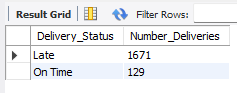 Result Grid Filter Rows:
Delivery_Status Number_Deliveries
Late 1671
On Time 129